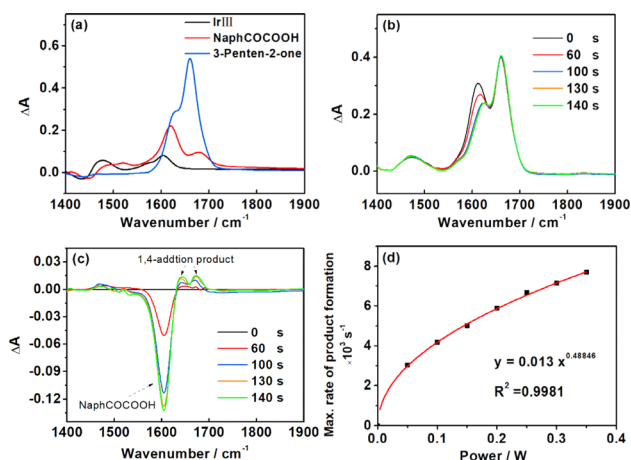 (a)
IrIII
NaphCOCOOH
3-Penten-2-one
0.6
0.4
0.2
0.0
ΔA
1400 1500 1600 1700 1800 1900
Wavenumber / cm⁻¹
(b)
0 s
60 s
100 s
130 s
140 s
0.4
0.2
0.0
ΔA
1400 1500 1600 1700 1800 1900
Wavenumber / cm⁻¹
(c)
1,4-addtion product
0.03
0.00
-0.03
-0.06
-0.09
-0.12
ΔA
0 s
60 s
100 s
130 s
140 s
NaphCOCOOH
1400 1500 1600 1700 1800 1900
Wavenumber / cm⁻¹
(d)
Max. rate of product formation
×10³ s⁻¹
8
6
4
2
0
y = 0.013 x^0.48846
R² =0.9981
0.0 0.1 0.2 0.3 0.4
Power / W